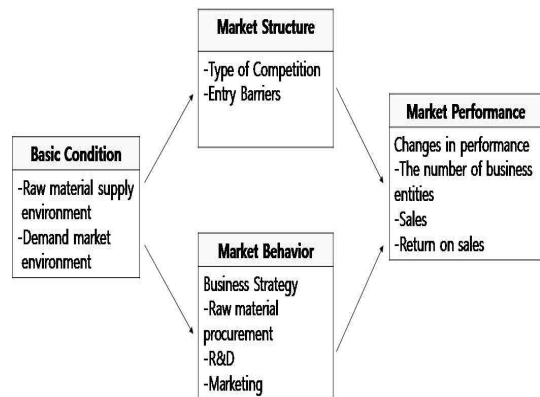 Market Structure
-Type of Competition
-Entry Barriers
Basic Condition
-Raw material supply
environment
-Demand market
environment
Market Behavior
Business Strategy
-Raw material
procurement
-R&D
-Marketing
Market Performance
Changes in performance
-The number of business
entities
-Sales
-Return on sales